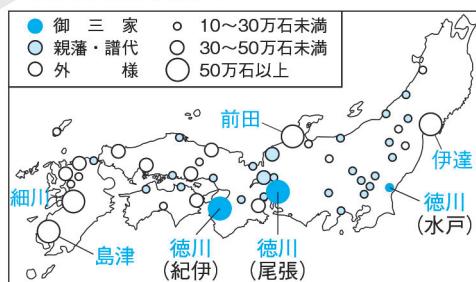 御三家
親藩・譜代
外様
10〜30万石未満
30〜50万石未満
50万石以上
前田
伊達
細川
島津
徳川
(紀伊)
徳川
(尾張)
徳川
(水戸)